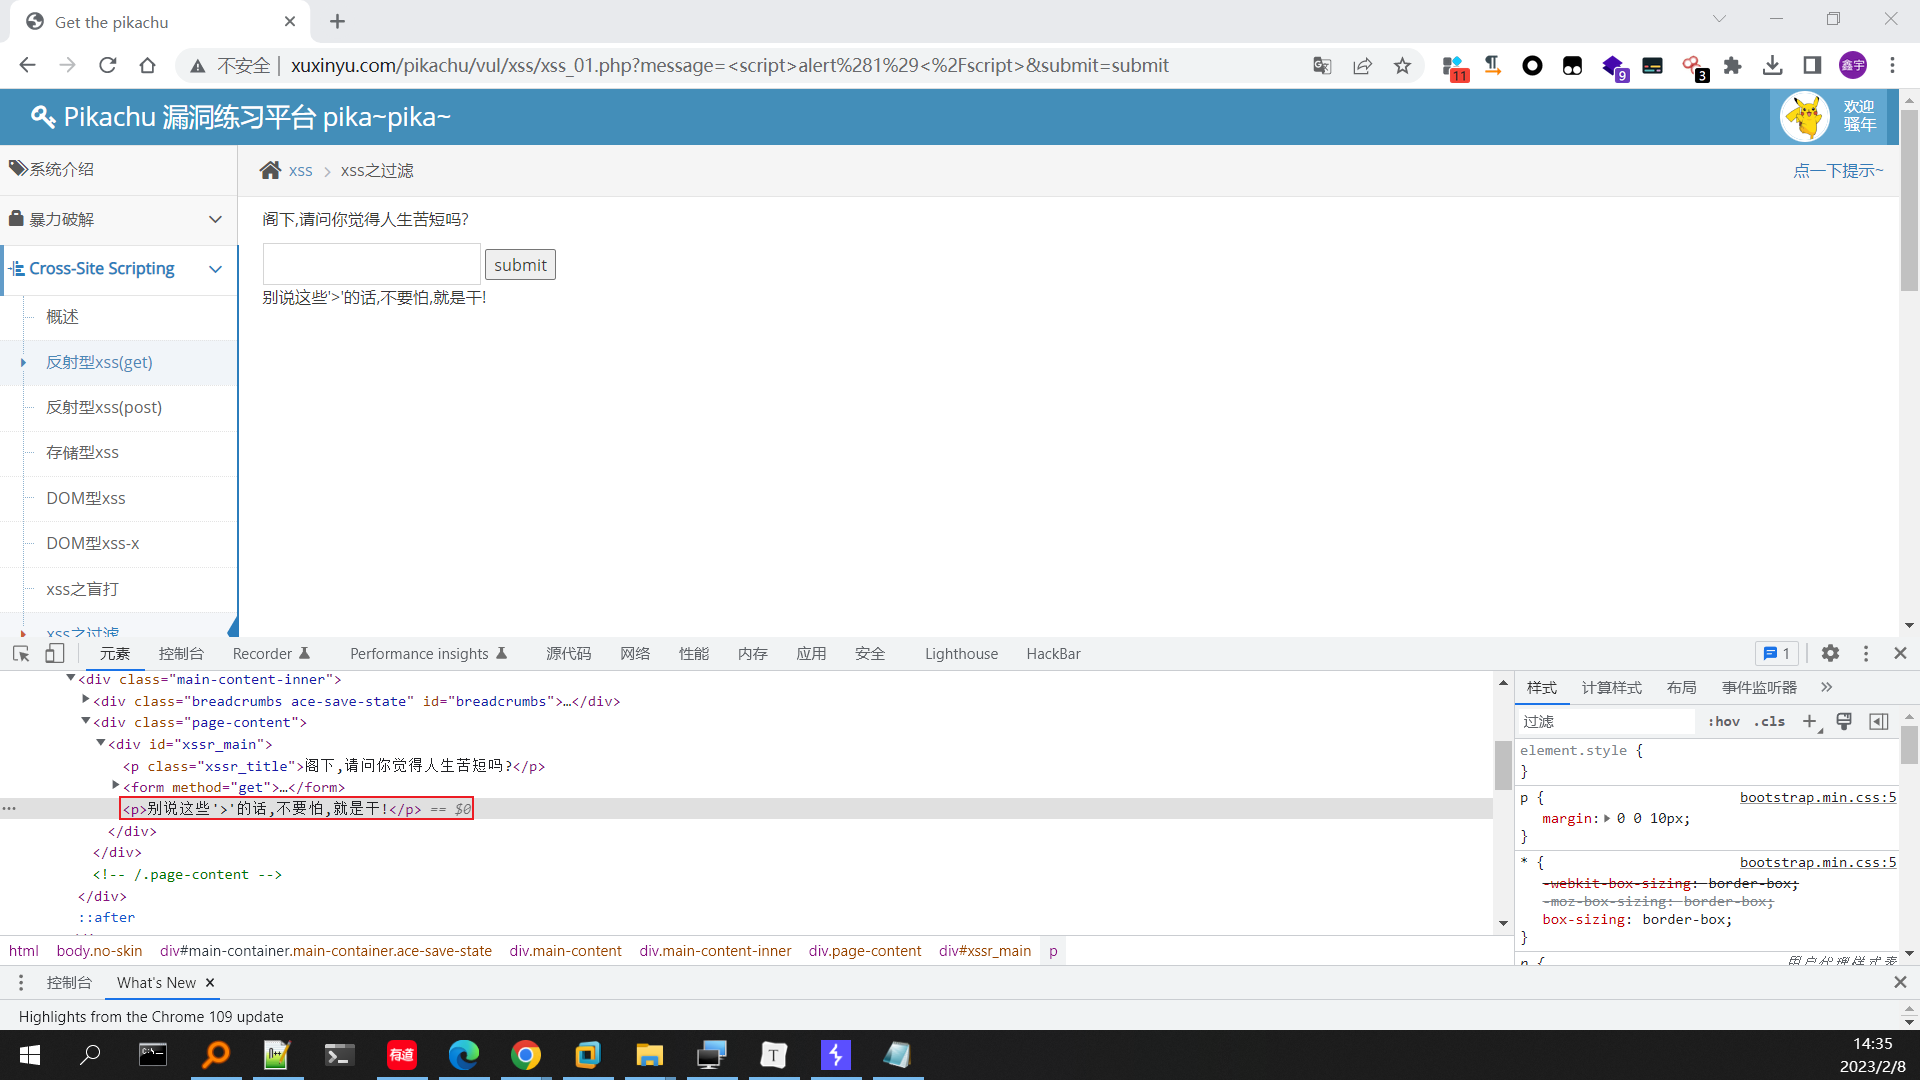 Get the pikachu
不安全 | xuxinyu.com/pikachu/vul/xss/xss_01.php?message=<script>alert%281%29<%2Fscript>&submit=submit
11
9
3
鑫宇
Pikachu 漏洞练习平台 pika~pika~
欢迎
骚年
系统介绍
暴力破解
Cross-Site Scripting
概述
反射型xss(get)
反射型xss(post)
存储型xss
DOM型xss
DOM型xss-x
xss之盲打
xss之过滤
xss
xss之过滤
点一下提示~
阁下,请问你觉得人生苦短吗?
submit
别说这些'>'的话,不要怕,就是干!
元素
控制台
Recorder
Performance insights
源代码
网络
性能
内存
应用
安全
Lighthouse
HackBar
1
<div class="main-content-inner">
<div class="breadcrumbs ace-save-state" id="breadcrumbs">…</div>
<div class="page-content">
<div id="xssr_main">
<p class="xssr_title">阁下,请问你觉得人生苦短吗?</p>
<form method="get">…</form>
<p>别说这些'>'的话,不要怕,就是干!</p> == $0
</div>
</div>
<!-- /.page-content -->
</div>
::after
样式
计算样式
布局
事件监听器
过滤
:hov
.cls
element.style {
}
p {
bootstrap.min.css:5
margin: 0 0 10px;
}
* {
bootstrap.min.css:5
-webkit-box-sizing: border-box;
-moz-box-sizing: border-box;
box-sizing: border-box;
}
p {
用户代理样式表
html
body.no-skin
div#main-container.main-container.ace-save-state
div.main-content
div.main-content-inner
div.page-content
div#xssr_main
p
控制台
What's New
Highlights from the Chrome 109 update
有道
T
14:35
2023/2/8